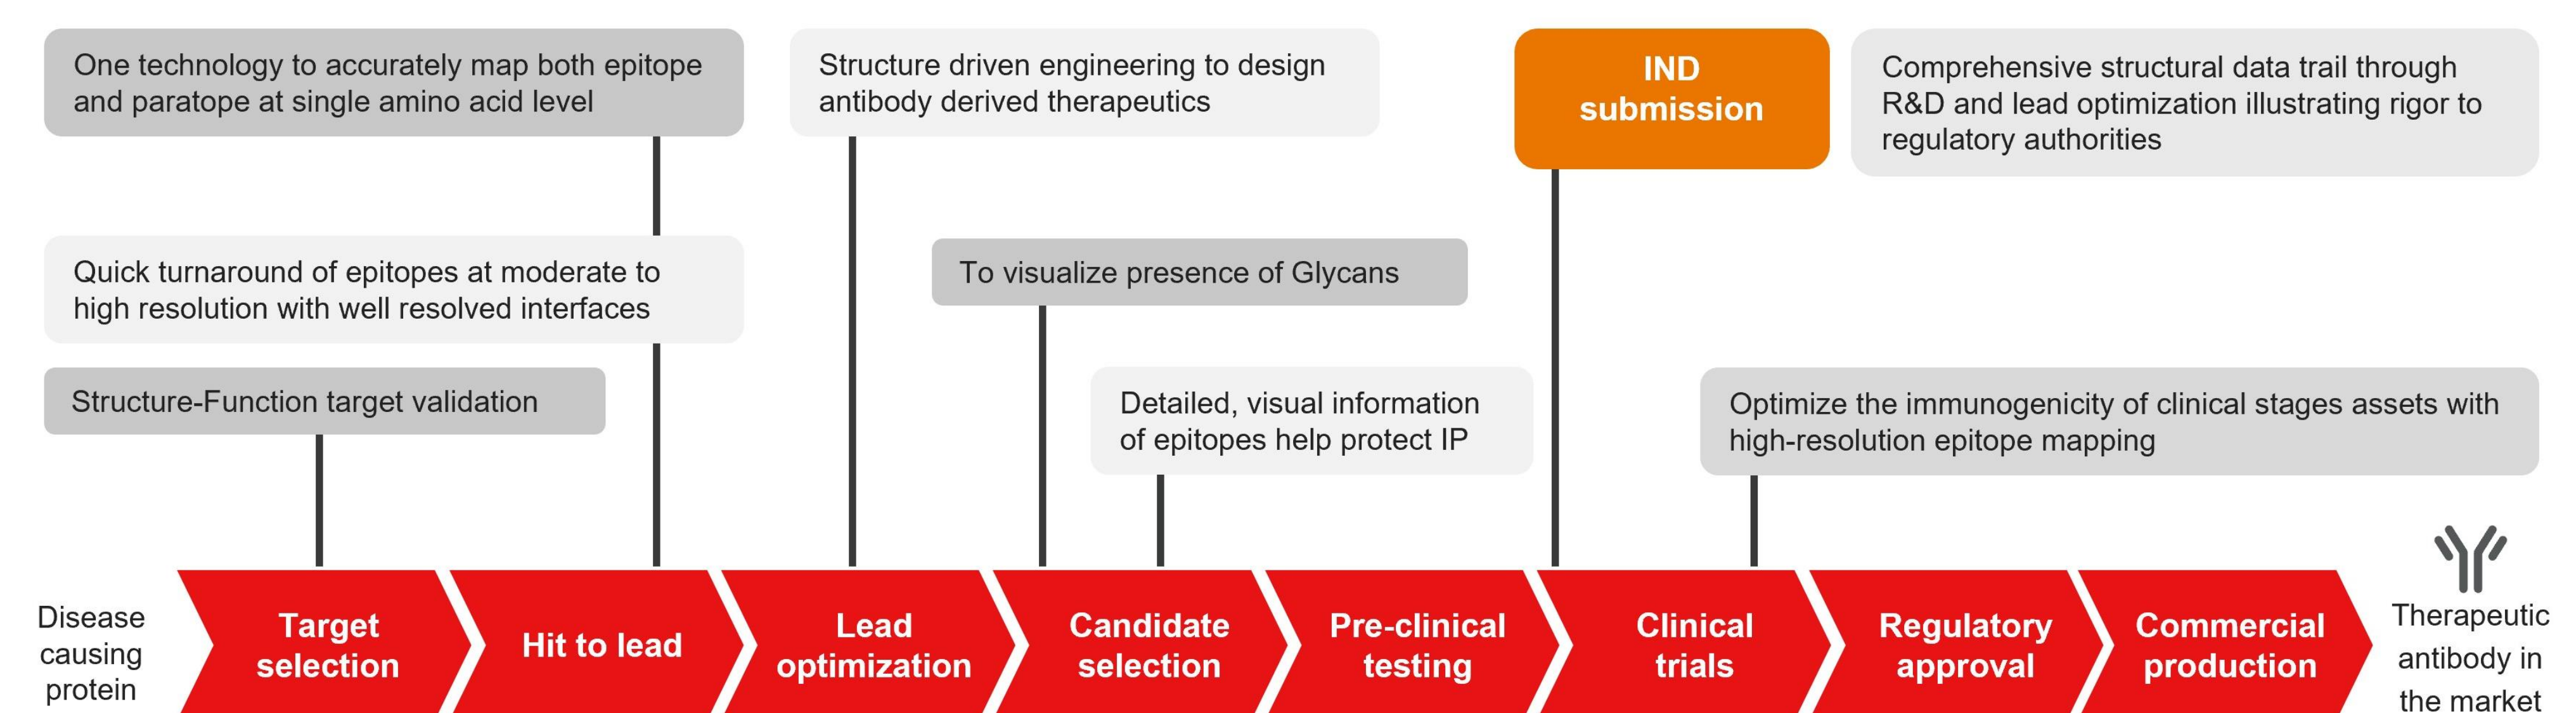 One technology to accurately map both epitope
and paratope at single amino acid level
Structure driven engineering to design
antibody derived therapeutics
IND
submission
Comprehensive structural data trail through
R&D and lead optimization illustrating rigor to
regulatory authorities
Quick turnaround of epitopes at moderate to
high resolution with well resolved interfaces
To visualize presence of Glycans
Structure-Function target validation
Detailed, visual information
of epitopes help protect IP
Optimize the immunogenicity of clinical stages assets with
high-resolution epitope mapping
Disease
causing
protein
Target
selection
Hit to lead
Lead
optimization
Candidate
selection
Pre-clinical
testing
Clinical
trials
Regulatory
approval
Commercial
production
Therapeutic
antibody in
the market